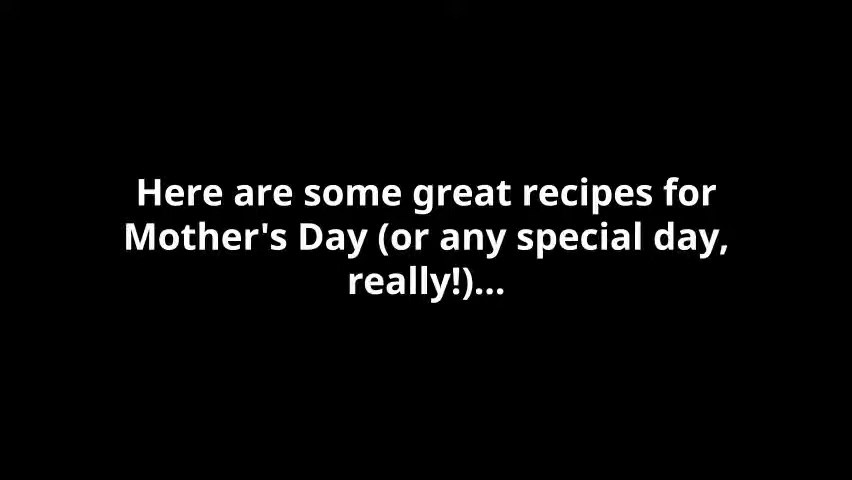 Here are some great recipes for
Mother's Day (or any special day,
really!)...